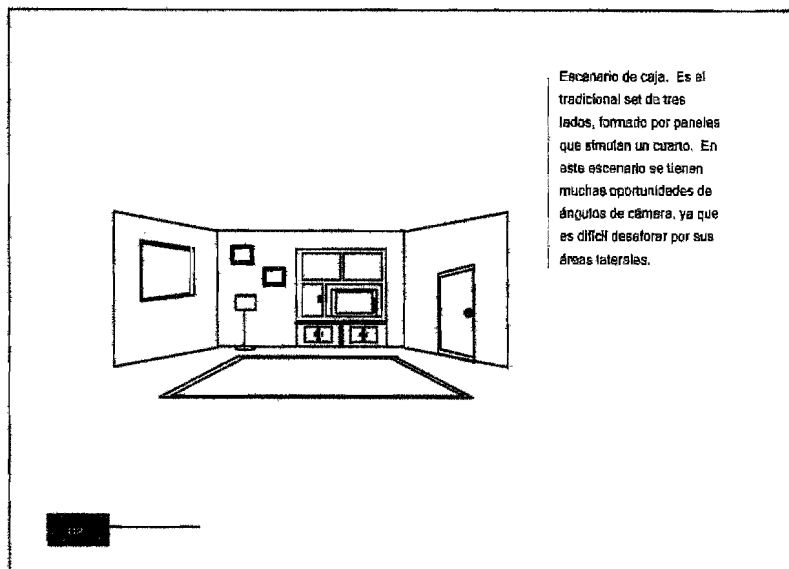 Escenario de caja. Es el
tradicional set de tres
lados, formado por paneles
que simulan un cuarto. En
este escenario se tienen
muchas oportunidades de
ángulos de cámara, ya que
es difícil desaforar por sus
áreas laterales.